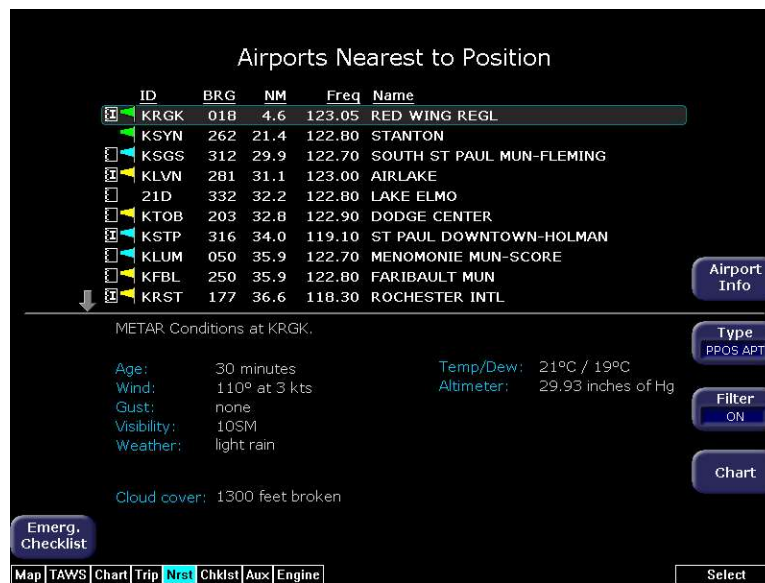 Airports Nearest to Position
ID BRG NM Freq Name
I KRGK 018 4.6 123.05 RED WING REGL
KSYN 262 21.4 122.80 STANTON
KSGS 312 29.9 122.70 SOUTH ST PAUL MUN-FLEMING
I KLVN 281 31.1 123.00 AIRLAKE
21D 332 32.2 122.80 LAKE ELMO
KTOB 203 32.8 122.90 DODGE CENTER
I KSTP 316 34.0 119.10 ST PAUL DOWNTOWN-HOLMAN
KLUM 050 35.9 122.70 MENOMONIE MUN-SCORE
KFBL 250 35.9 122.80 FARIBAULT MUN
I KRST 177 36.6 118.30 ROCHESTER INTL
Airport
Info
METAR Conditions at KRGK.
Type
PPOS APT
Age: 30 minutes Temp/Dew: 21ºC / 19ºC
Wind: 110º at 3 kts Altimeter: 29.93 inches of Hg
Gust: none
Visibility: 10SM
Weather: light rain
Filter
ON
Chart
Cloud cover: 1300 feet broken
Emerg.
Checklist
Map TAWS Chart Trip Nrst Chklst Aux Engine Select